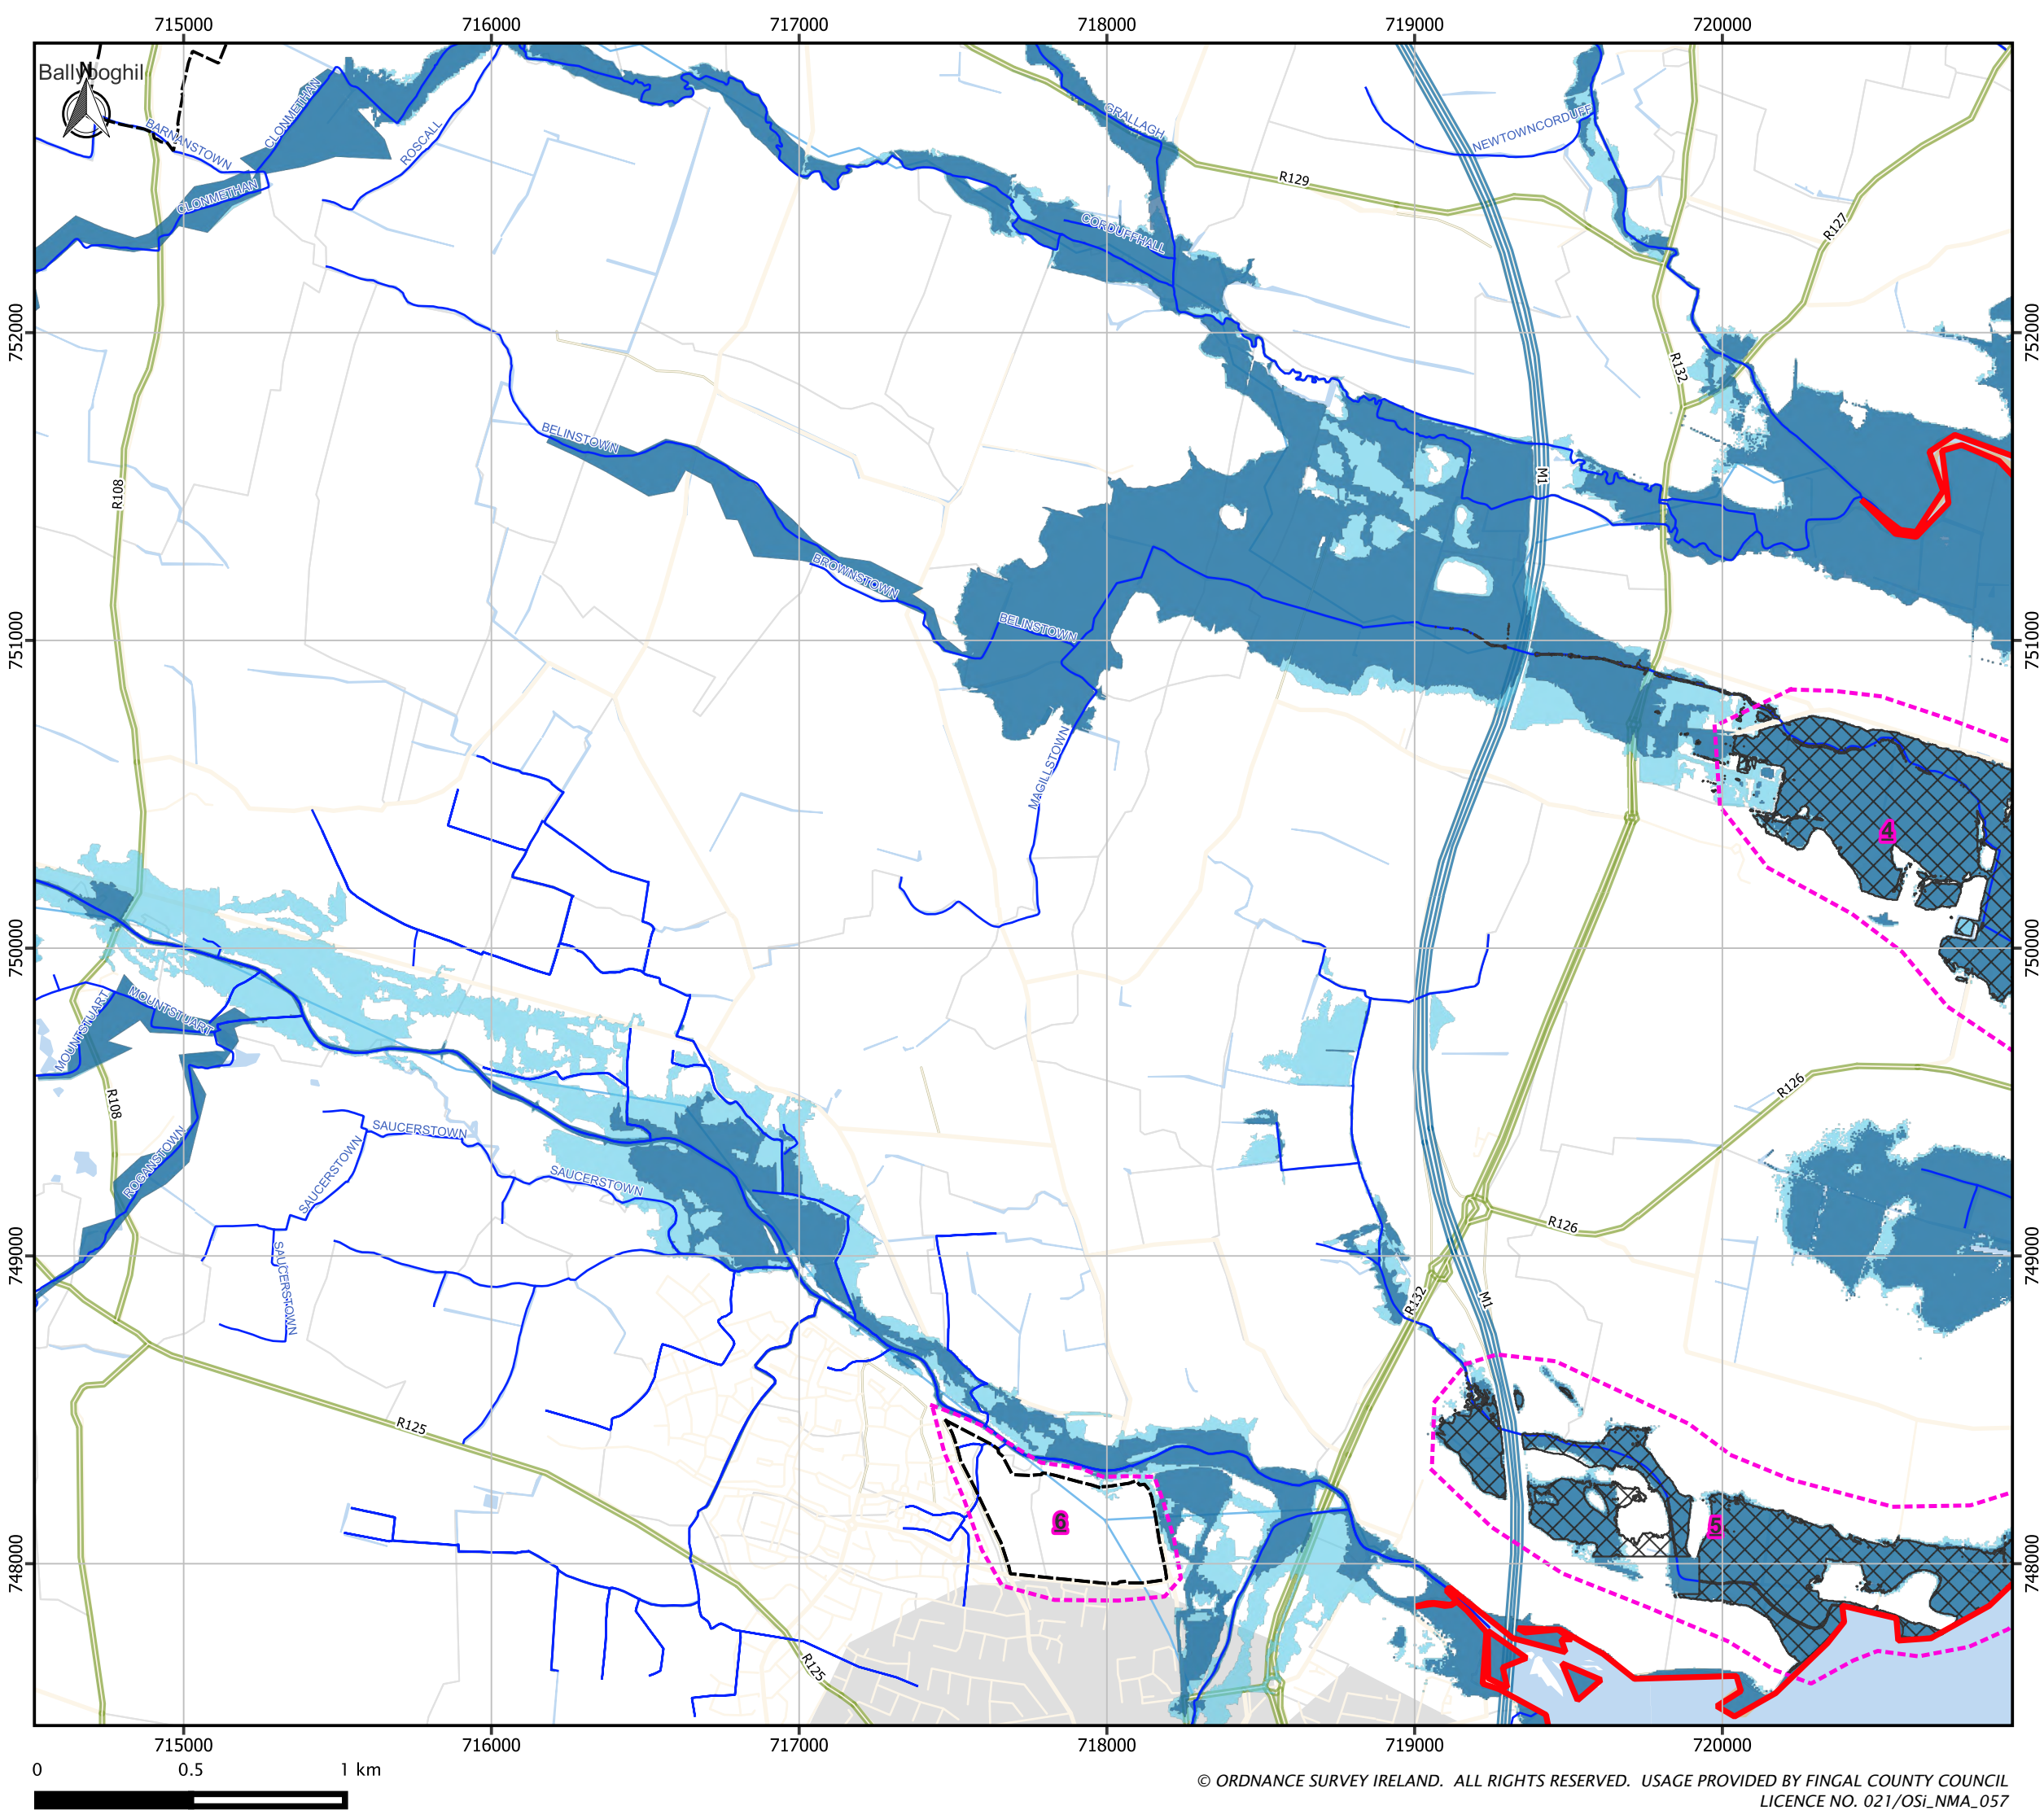 715000 716000 717000 718000 719000 720000
Ballyboghil
N
BARNANSTOWN
CLONMETHAN
CLONMETHAN
ROSCALL
GRALLAGH
CORDUFFHALL
NEWTOWNCORDUFF
R129
R127
R132
R108
M1
752000
752000
BELINSTOWN
BROWNSTOWN
BELINSTOWN
MAGILLSTOWN
751000
751000
4
750000
750000
MOUNTSTUART
MOUNTSTUART
R108
ROGANSTOWN
SAUCERSTOWN
SAUCERSTOWN
SAUCERSTOWN
SAUCERSTOWN
R126
R126
749000
749000
R132
M1
R125
6
5
748000
748000
R125
715000 716000 717000 718000 719000 720000
0 0.5 1 km
© ORDNANCE SURVEY IRELAND. ALL RIGHTS RESERVED. USAGE PROVIDED BY FINGAL COUNTY COUNCIL
LICENCE NO. 021/OSi_NMA_057